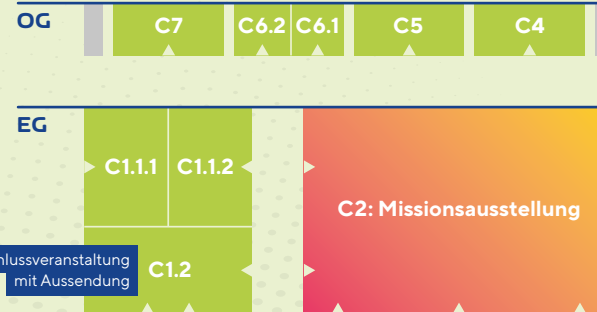 OG
C7 C6.2 C6.1 C5 C4
EG
C1.1.1 C1.1.2
C2: Missionsausstellung
hlussveranstaltung
mit Aussendung
C1.2